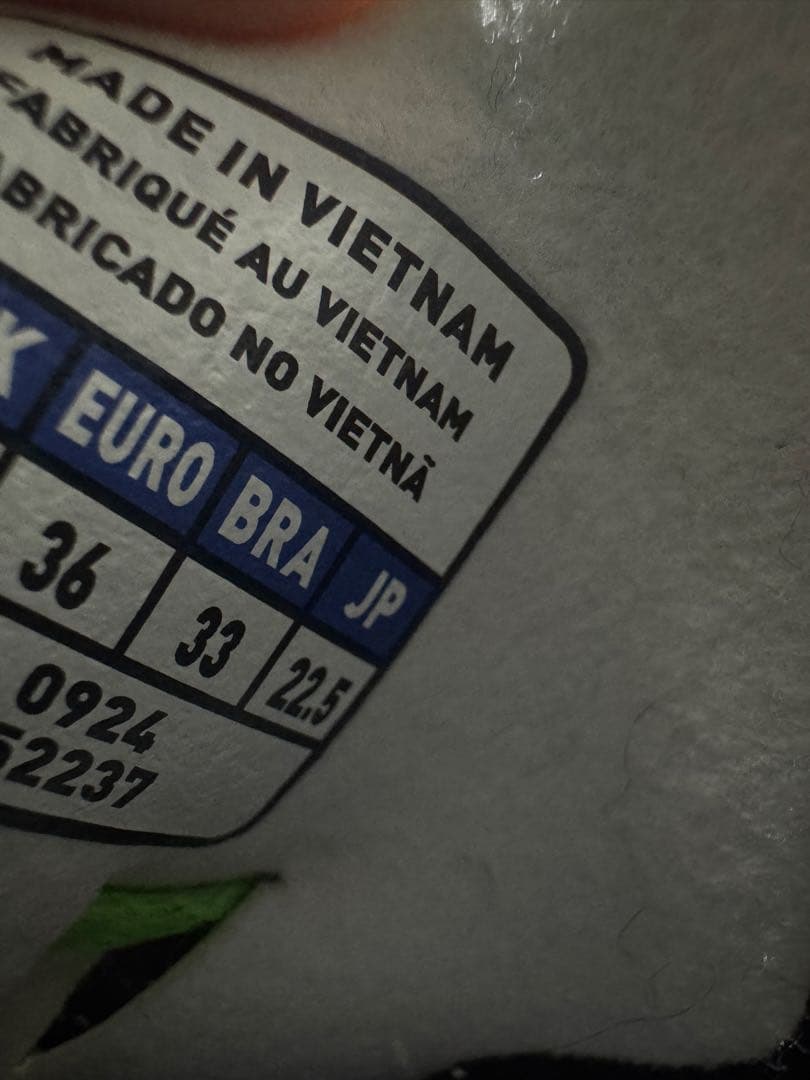 MADE IN VIETNAM
FABRIQUÉ AU VIETNAM
FABRICADO NO VIETNÃ
K EURO BRA JP
36 33 22.5
0924
52237